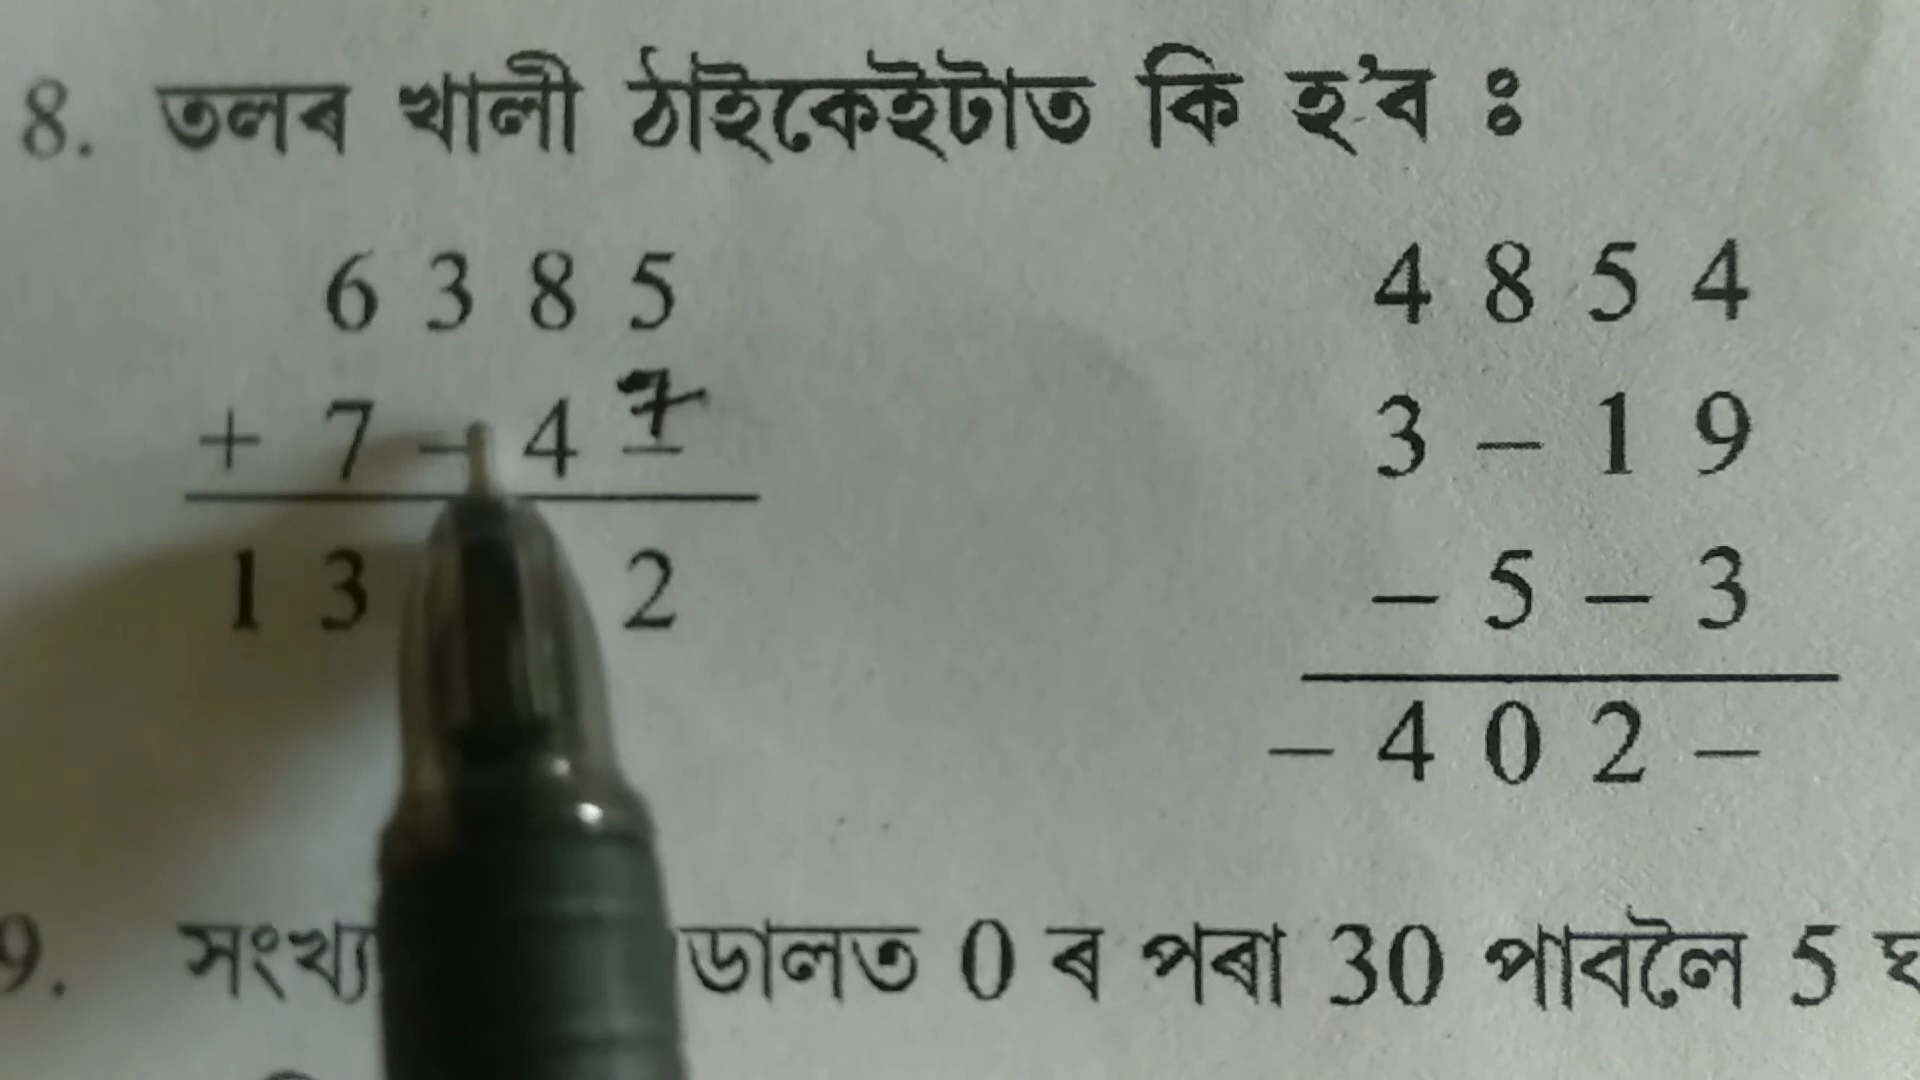 8. তলৰ খালী ঠাইকেইটাত কি হ'ব ঃ
6 3 8 5
+ 7 – 4 7
1 3 2
4 8 5 4
3 – 1 9
– 5 – 3
– 4 0 2 –
9. ডালত 0 ৰ পৰা 30 পাবলৈ 5